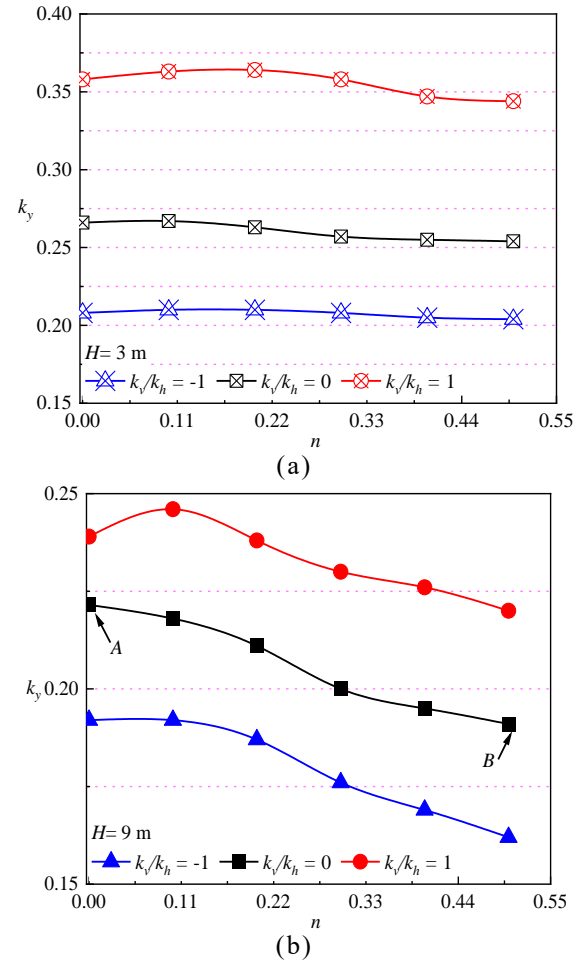 0.40
0.35
0.30
k_y
0.25
0.20
H= 3 m
k_v/k_h = -1 k_v/k_h = 0 k_v/k_h = 1
0.15
0.00 0.11 0.22 0.33 0.44 0.55
n
(a)
0.25
A
k_y 0.20
B
H= 9 m
k_v/k_h = -1 k_v/k_h = 0 k_v/k_h = 1
0.15
0.00 0.11 0.22 0.33 0.44 0.55
n
(b)